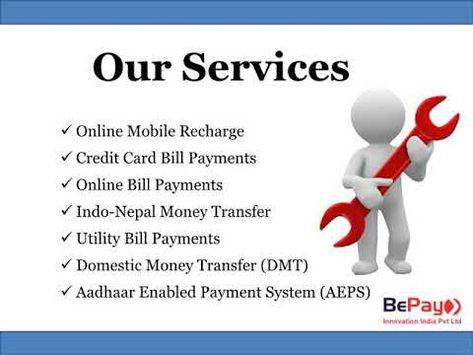 Our Services
✓ Online Mobile Recharge
✓ Credit Card Bill Payments
✓ Online Bill Payments
✓ Indo-Nepal Money Transfer
✓ Utility Bill Payments
✓ Domestic Money Transfer (DMT)
✓ Aadhaar Enabled Payment System (AEPS)
BePay
Innovation India Pvt Ltd